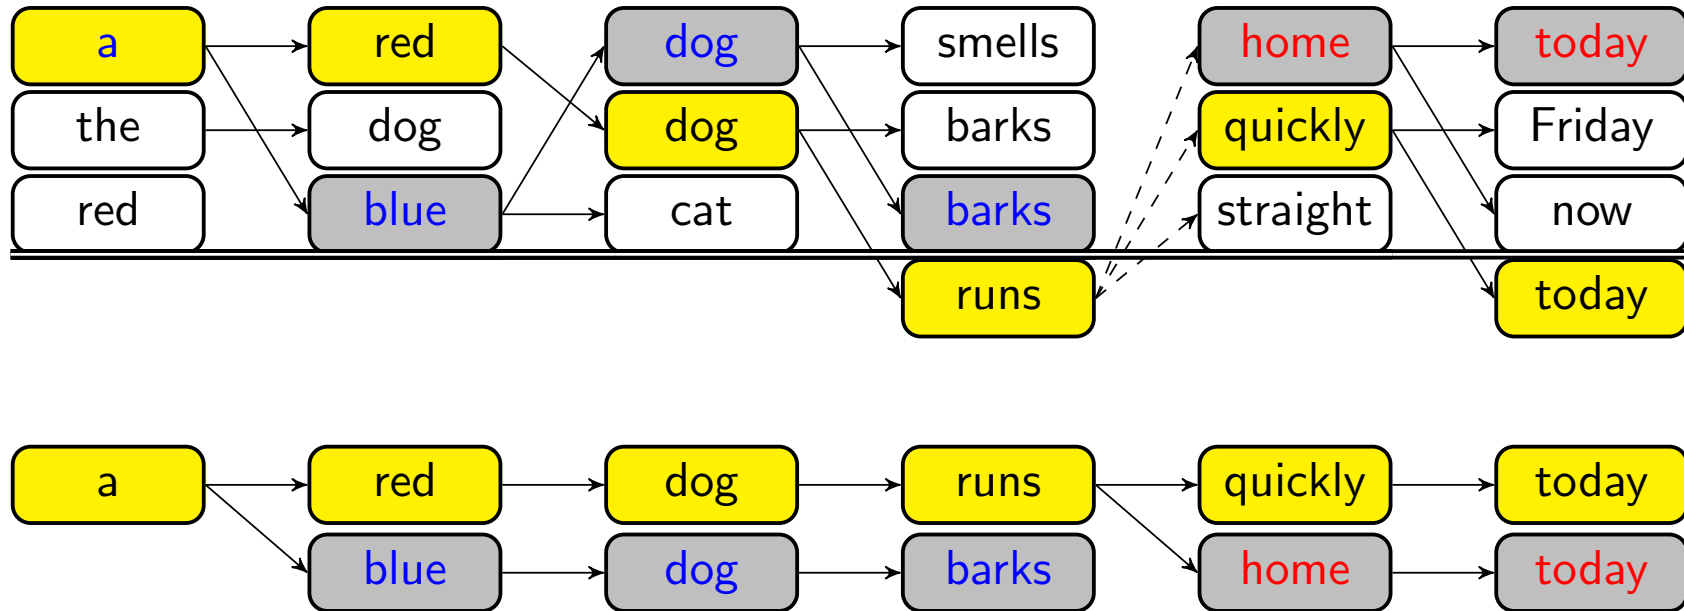 a red dog smells home today
the dog dog barks quickly Friday
red blue cat barks straight now
runs today
a red dog runs quickly today
blue dog barks home today